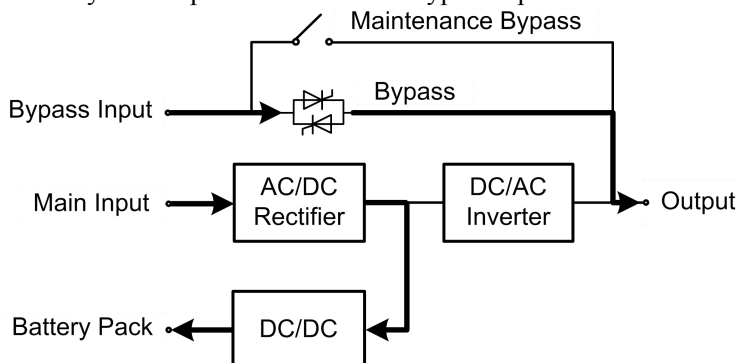 Maintenance Bypass
Bypass Input
Bypass
Main Input
AC/DC
Rectifier
DC/AC
Inverter
Output
Battery Pack
DC/DC